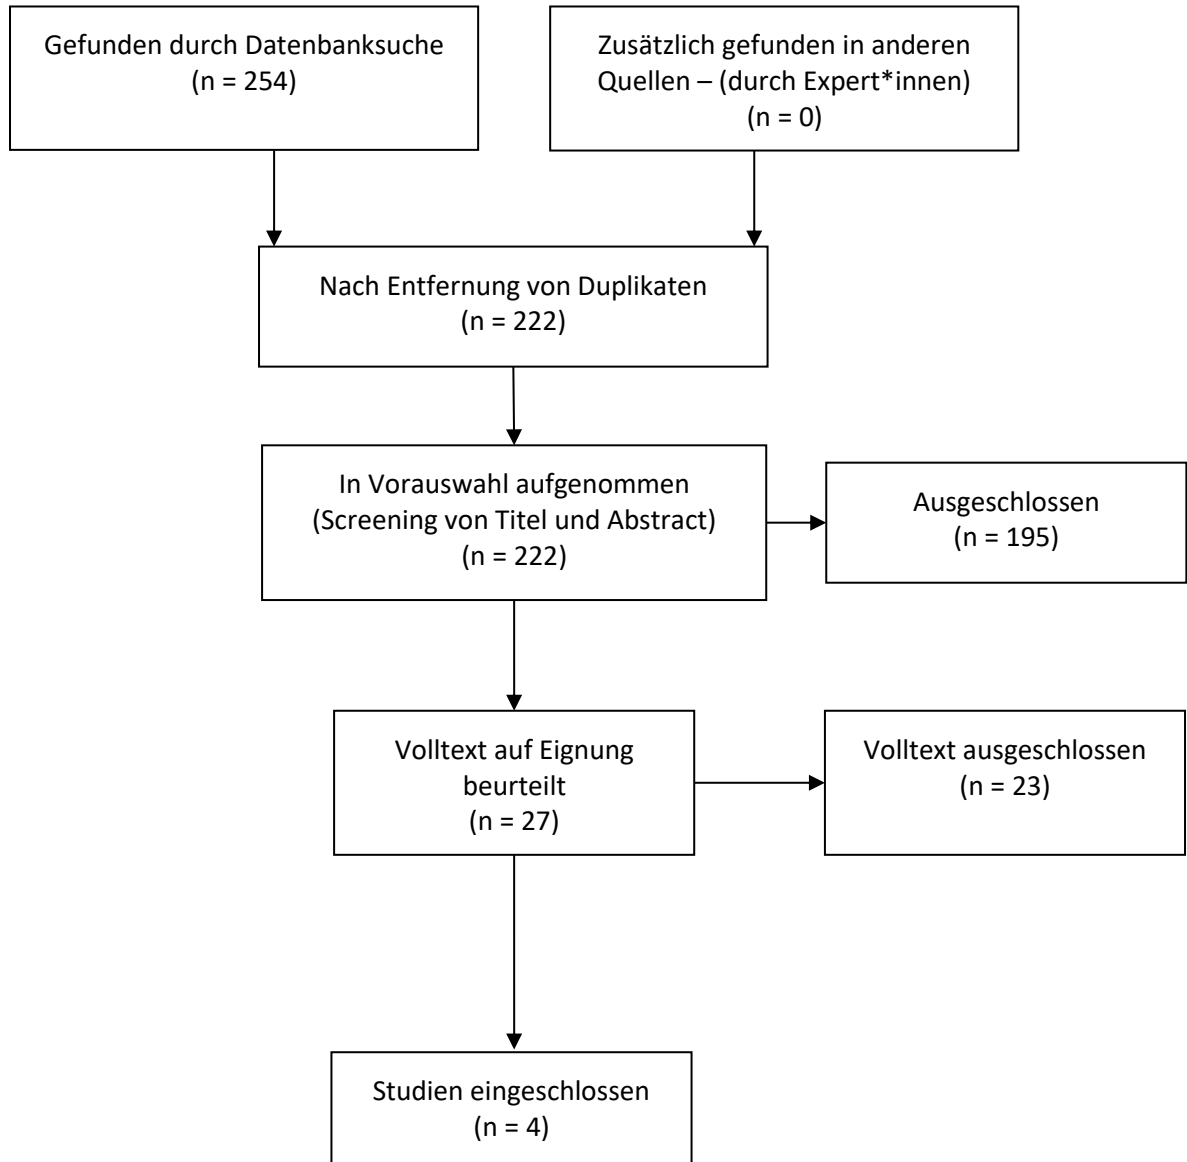 Gefunden durch Datenbanksuche
(n = 254)
Zusätzlich gefunden in anderen
Quellen – (durch Expert*innen)
(n = 0)
Nach Entfernung von Duplikaten
(n = 222)
In Vorauswahl aufgenommen
(Screening von Titel und Abstract)
(n = 222)
Ausgeschlossen
(n = 195)
Volltext auf Eignung
beurteilt
(n = 27)
Volltext ausgeschlossen
(n = 23)
Studien eingeschlossen
(n = 4)